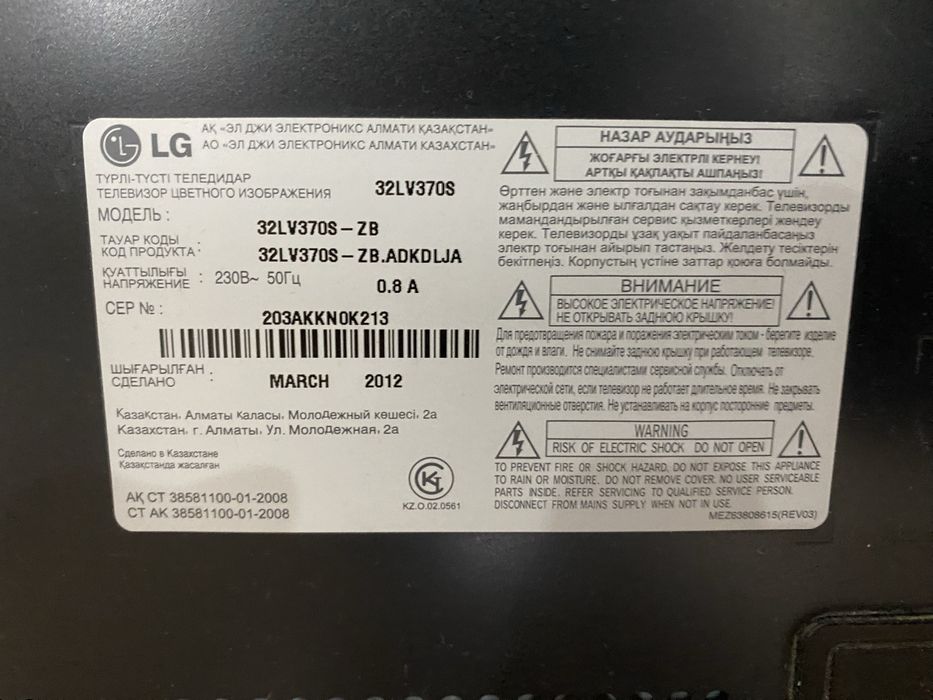 LG
АҚ «ЭЛ ДЖИ ЭЛЕКТРОНИКС АЛМАТИ ҚАЗАҚСТАН»
АО «ЭЛ ДЖИ ЭЛЕКТРОНИКС АЛМАТИ КАЗАХСТАН»
ТҮРЛІ-ТҮСТІ ТЕЛЕДИДАР
ТЕЛЕВИЗОР ЦВЕТНОГО ИЗОБРАЖЕНИЯ
32LV370S
МОДЕЛЬ :
32LV370S-ZB
ТАУАР КОДЫ
КОД ПРОДУКТА :
32LV370S-ZB.ADKDLJA
ҚУАТТЫЛЫҒЫ
НАПРЯЖЕНИЕ : 230В~ 50Гц
0.8 A
СЕР № :
203AKKN0K213
ШЫҒАРЫЛҒАН
СДЕЛАНО :
MARCH 2012
Казакстан, Алматы Қаласы, Молодежный көшесі, 2а
Казахстан, г. Алматы, Ул. Молодежная, 2а
Сделано в Казахстане
Қазақстанда жасалған
АҚ СТ 38581100-01-2008
СТ АК 38581100-01-2008
KZ.O.02.0561
НАЗАР АУДАРЫҢЫЗ
ЖОҒАРҒЫ ЭЛЕКТРЛІ КЕРНЕУ!
АРТҚЫ ҚАҚПАҚТЫ АШПАҢЫЗ!
Өрттен және электр тоғынан зақымданбас үшін,
жаңбырдан және ылғалдан сақтау керек. Телевизорды
мамандандырылған сервис қызметкерлері жөндеу
керек. Телевизорды ұзақ уақыт пайдаланбасаңыз
электр тоғынан айырып тастаңыз. Желдету тесіктерін
бекітпеңіз. Корпустың үстіне заттар қоюға болмайды.
ВНИМАНИЕ
ВЫСОКОЕ ЭЛЕКТРИЧЕСКОЕ НАПРЯЖЕНИЕ!
НЕ ОТКРЫВАТЬ ЗАДНЮЮ КРЫШКУ!
Для предотвращения пожара и поражения электрическим током - берегите изделие
от дождя и влаги. Не снимайте заднюю крышку при работающем телевизоре.
Ремонт производится специалистами сервисной службы. Отключать от
электрической сети, если телевизор не работает длительное время. Не закрывать
вентиляционные отверстия. Не устанавливать на корпус посторонние предметы.
WARNING
RISK OF ELECTRIC SHOCK DO NOT OPEN
TO PREVENT FIRE OR SHOCK HAZARD, DO NOT EXPOSE THIS APPLIANCE
TO RAIN OR MOISTURE. DO NOT REMOVE COVER. NO USER SERVICEABLE
PARTS INSIDE. REFER SERVICING TO QUALIFIED SERVICE PERSON.
DISCONNECT FROM MAINS SUPPLY WHEN NOT IN USE.
MEZ63808615(REV03)